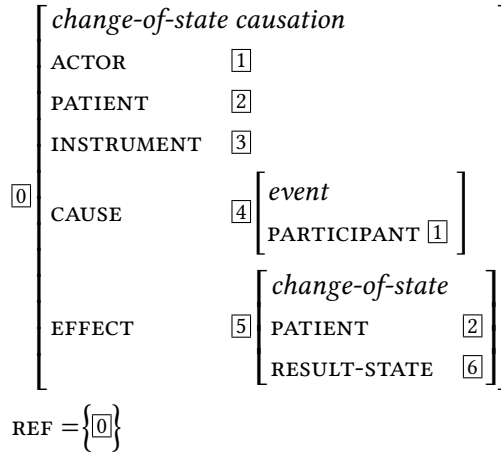 change-of-state causation
ACTOR 1
PATIENT 2
INSTRUMENT 3
0
event
CAUSE 4
PARTICIPANT 1
change-of-state
EFFECT 5 PATIENT 2
RESULT-STATE 6
REF = {0}